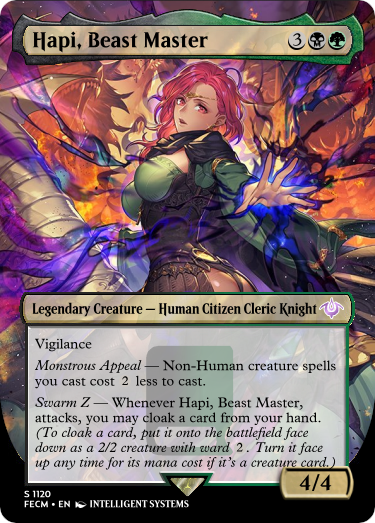 Hapi, Beast Master 3
Legendary Creature — Human Citizen Cleric Knight
Vigilance
Monstrous Appeal — Non-Human creature spells
you cast cost 2 less to cast.
Swarm Z — Whenever Hapi, Beast Master,
attacks, you may cloak a card from your hand.
(To cloak a card, put it onto the battlefield face
down as a 2/2 creature with ward 2. Turn it face
up any time for its mana cost if it's a creature card.)
4/4
S 1120
FECM • EN INTELLIGENT SYSTEMS